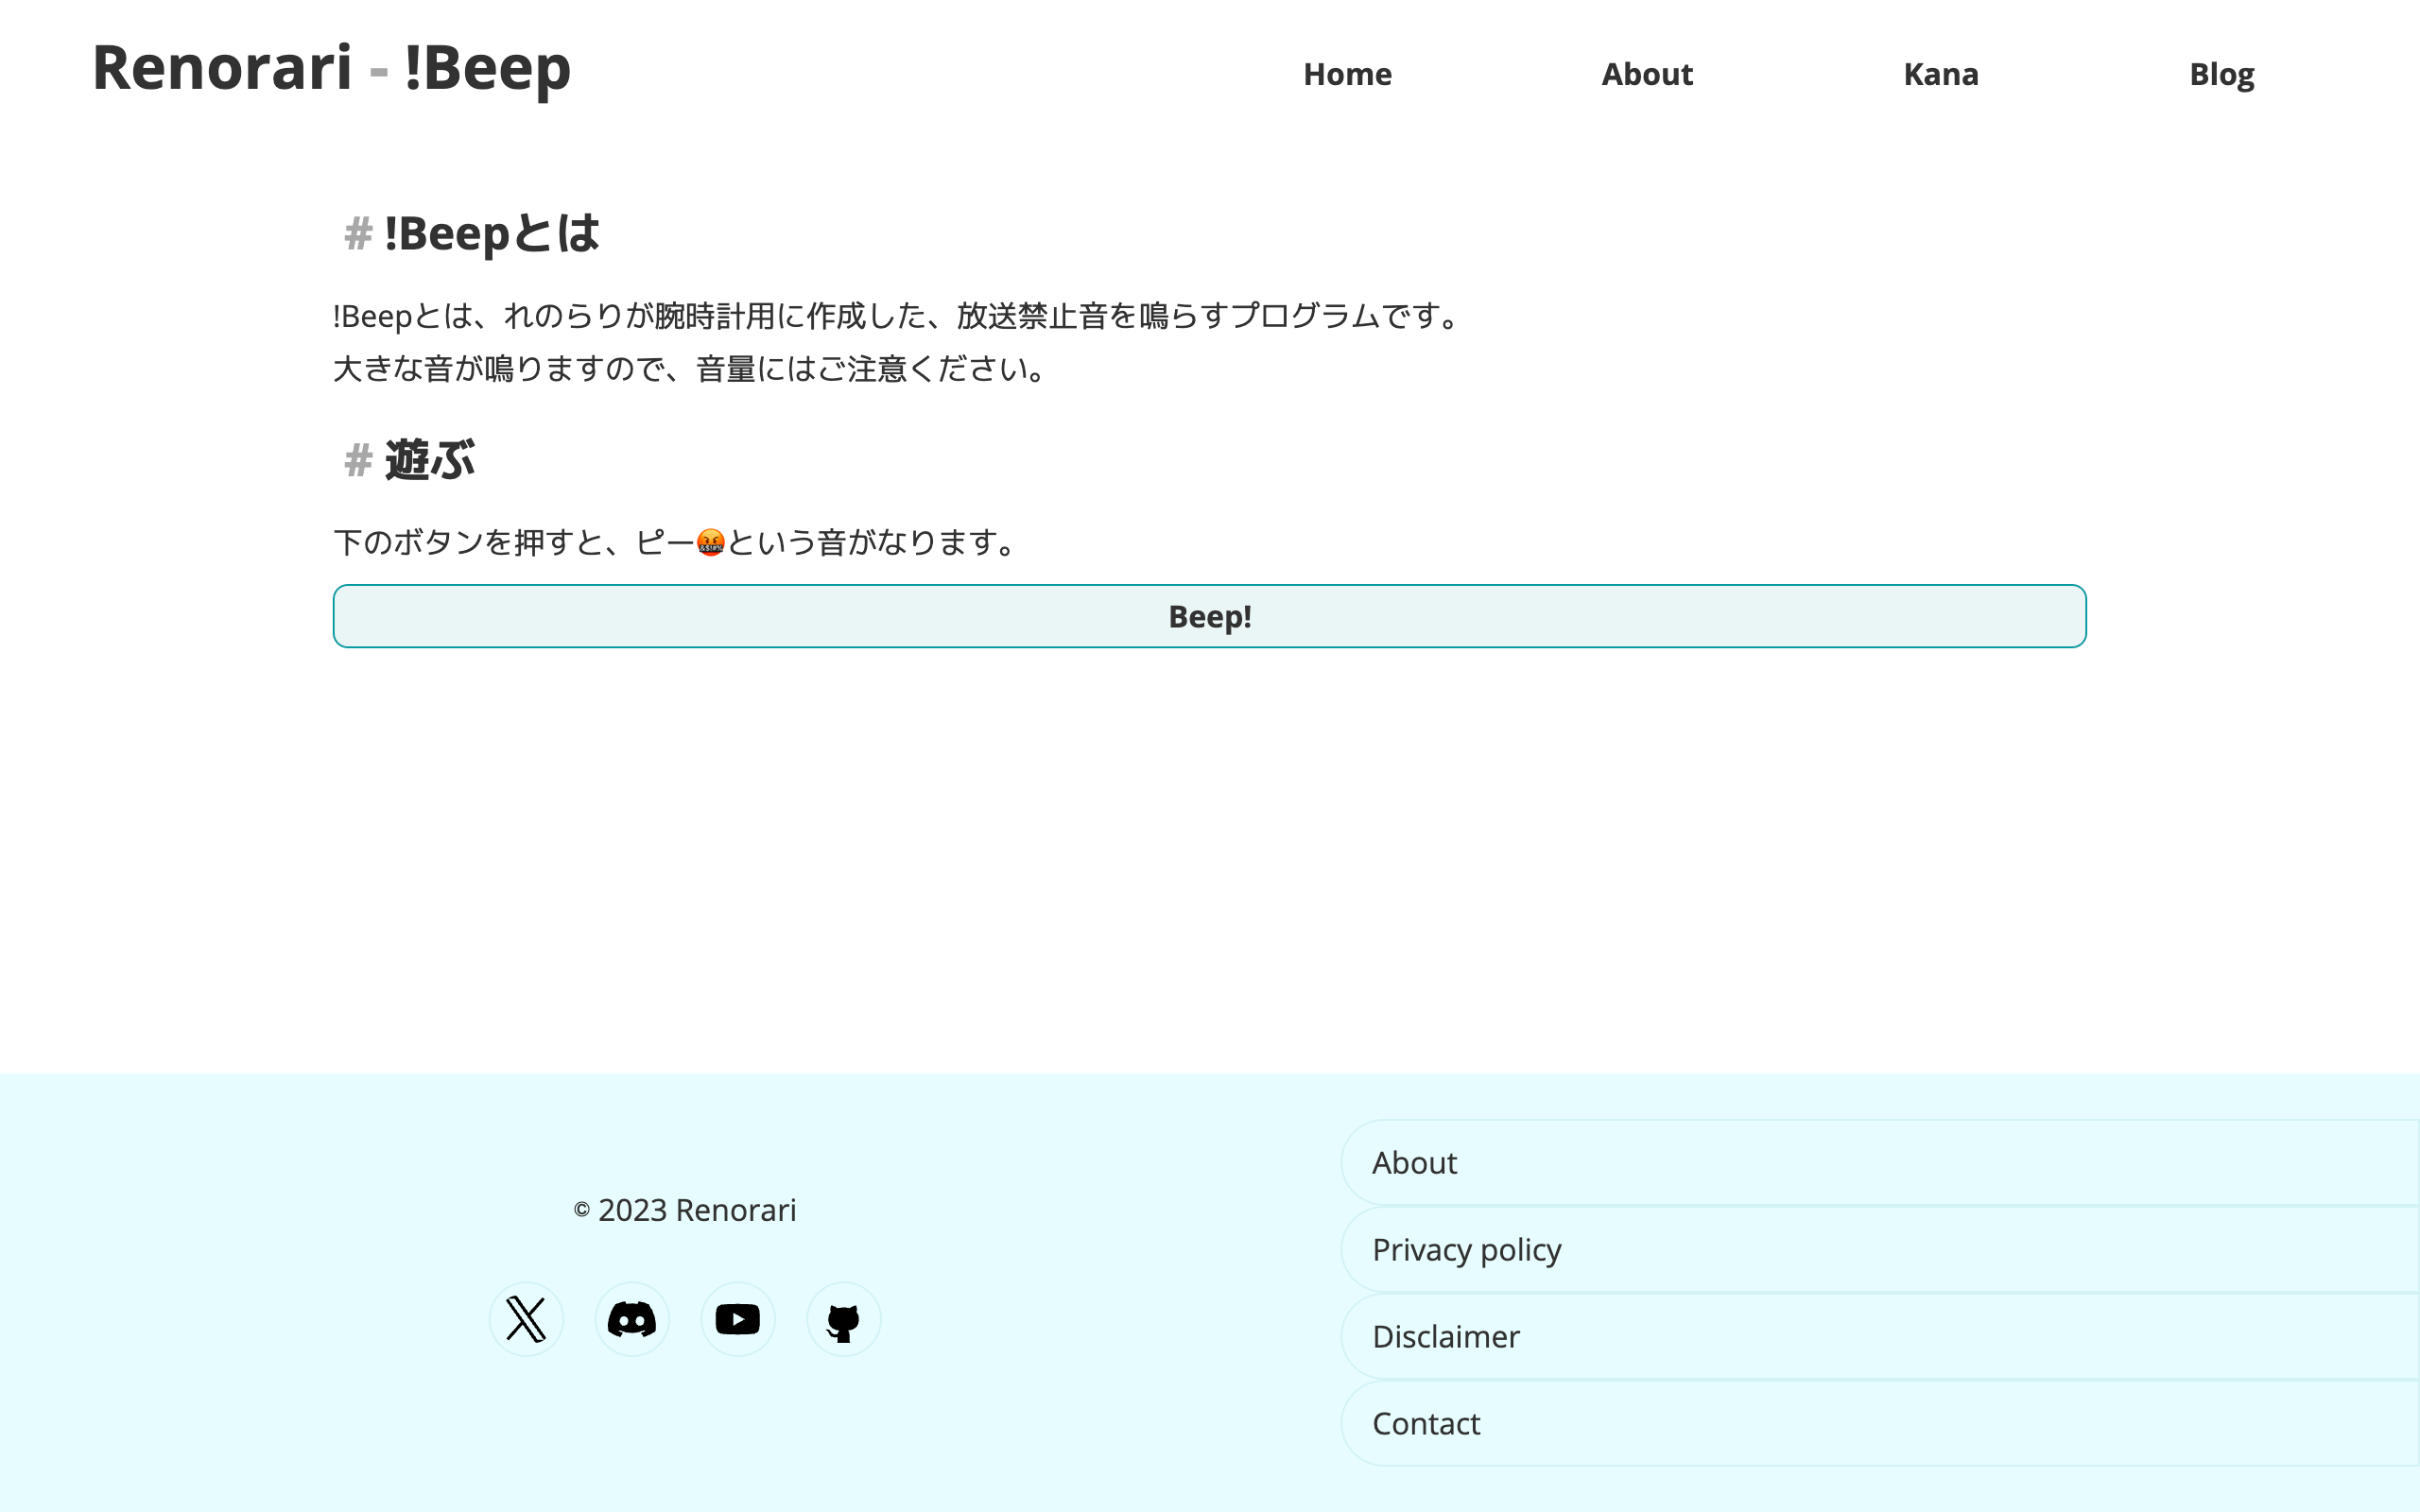 Renorari - !Beep
Home
About
Kana
Blog
# !Beepとは
!Beepとは、れのらりが腕時計用に作成した、放送禁止音を鳴らすプログラムです。
大きな音が鳴りますので、音量にはご注意ください。
# 遊ぶ
下のボタンを押すと、ピー🤬という音がなります。
Beep!
© 2023 Renorari
About
Privacy policy
Disclaimer
Contact